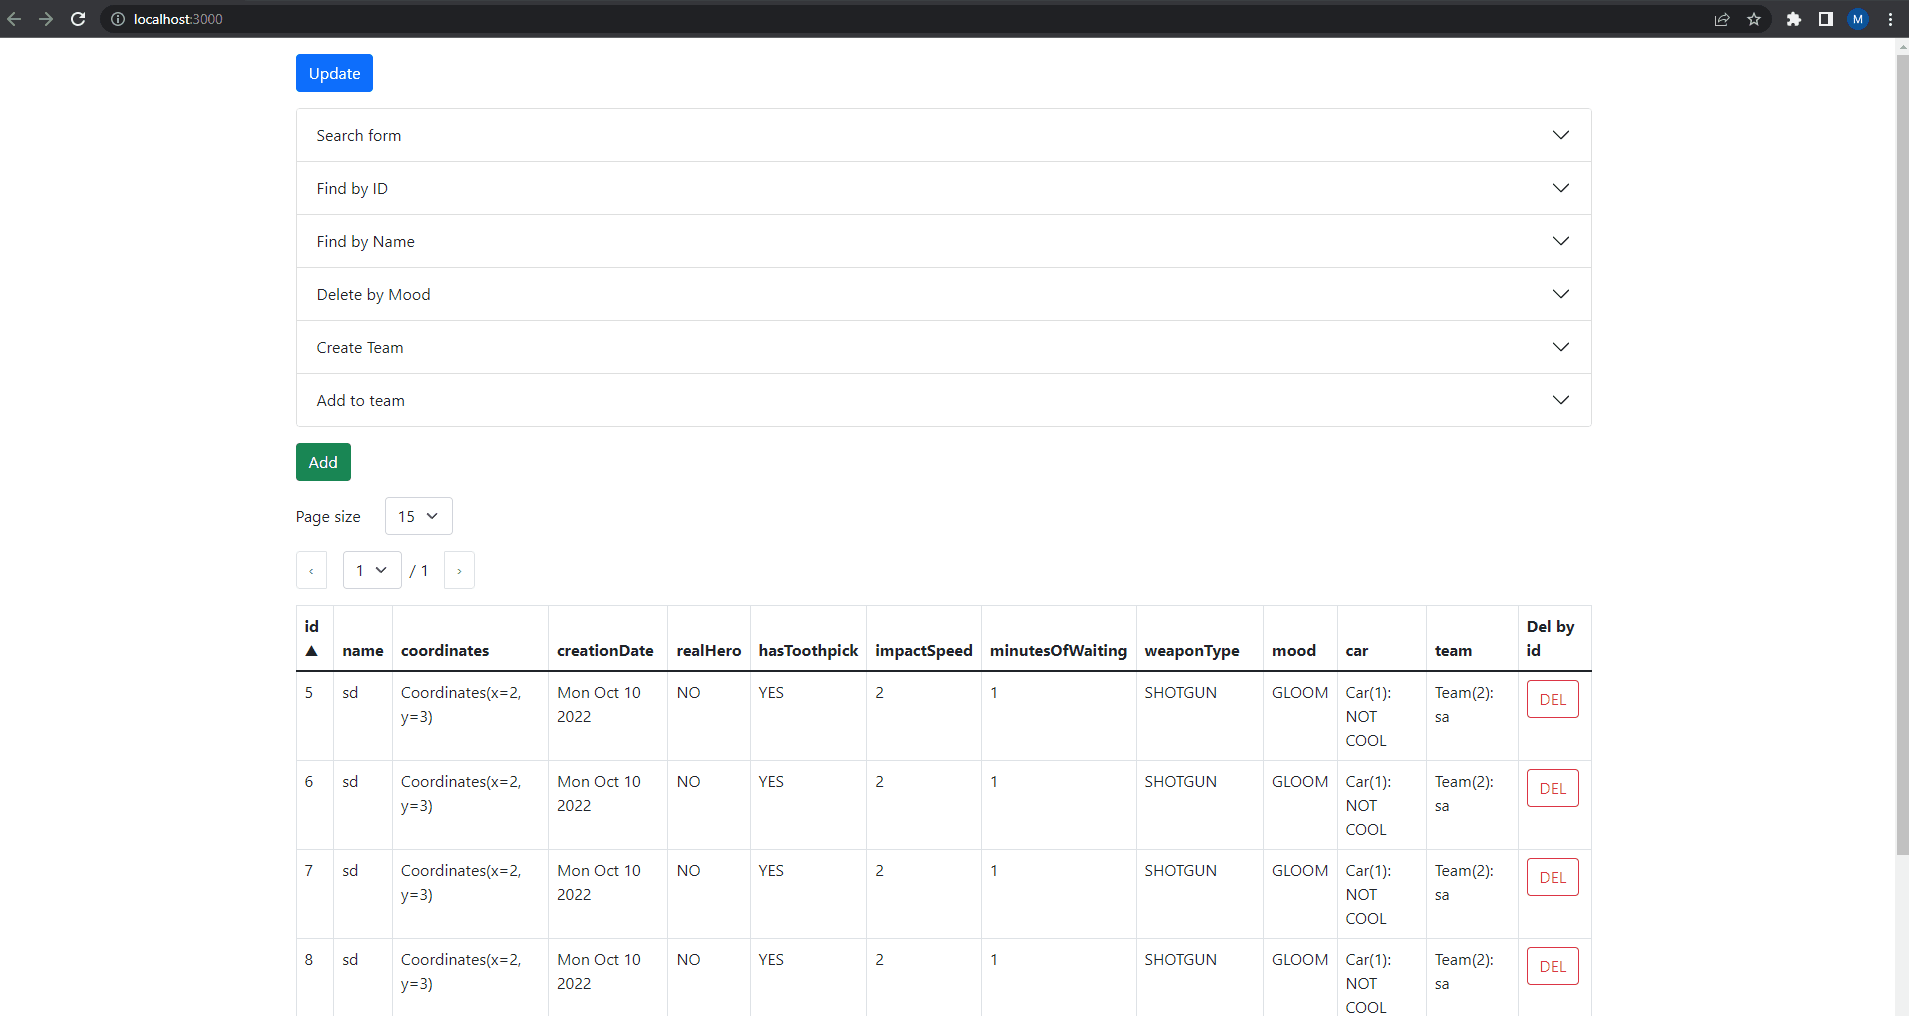 localhost:3000
M
Update
Search form
Find by ID
Find by Name
Delete by Mood
Create Team
Add to team
Add
Page size 15
‹ 1 / 1 ›
id ▲ name coordinates creationDate realHero hasToothpick impactSpeed minutesOfWaiting weaponType mood car team Del by id
5 sd Coordinates(x=2, y=3) Mon Oct 10 2022 NO YES 2 1 SHOTGUN GLOOM Car(1): NOT COOL Team(2): sa DEL
6 sd Coordinates(x=2, y=3) Mon Oct 10 2022 NO YES 2 1 SHOTGUN GLOOM Car(1): NOT COOL Team(2): sa DEL
7 sd Coordinates(x=2, y=3) Mon Oct 10 2022 NO YES 2 1 SHOTGUN GLOOM Car(1): NOT COOL Team(2): sa DEL
8 sd Coordinates(x=2, y=3) Mon Oct 10 2022 NO YES 2 1 SHOTGUN GLOOM Car(1): NOT COOL Team(2): sa DEL